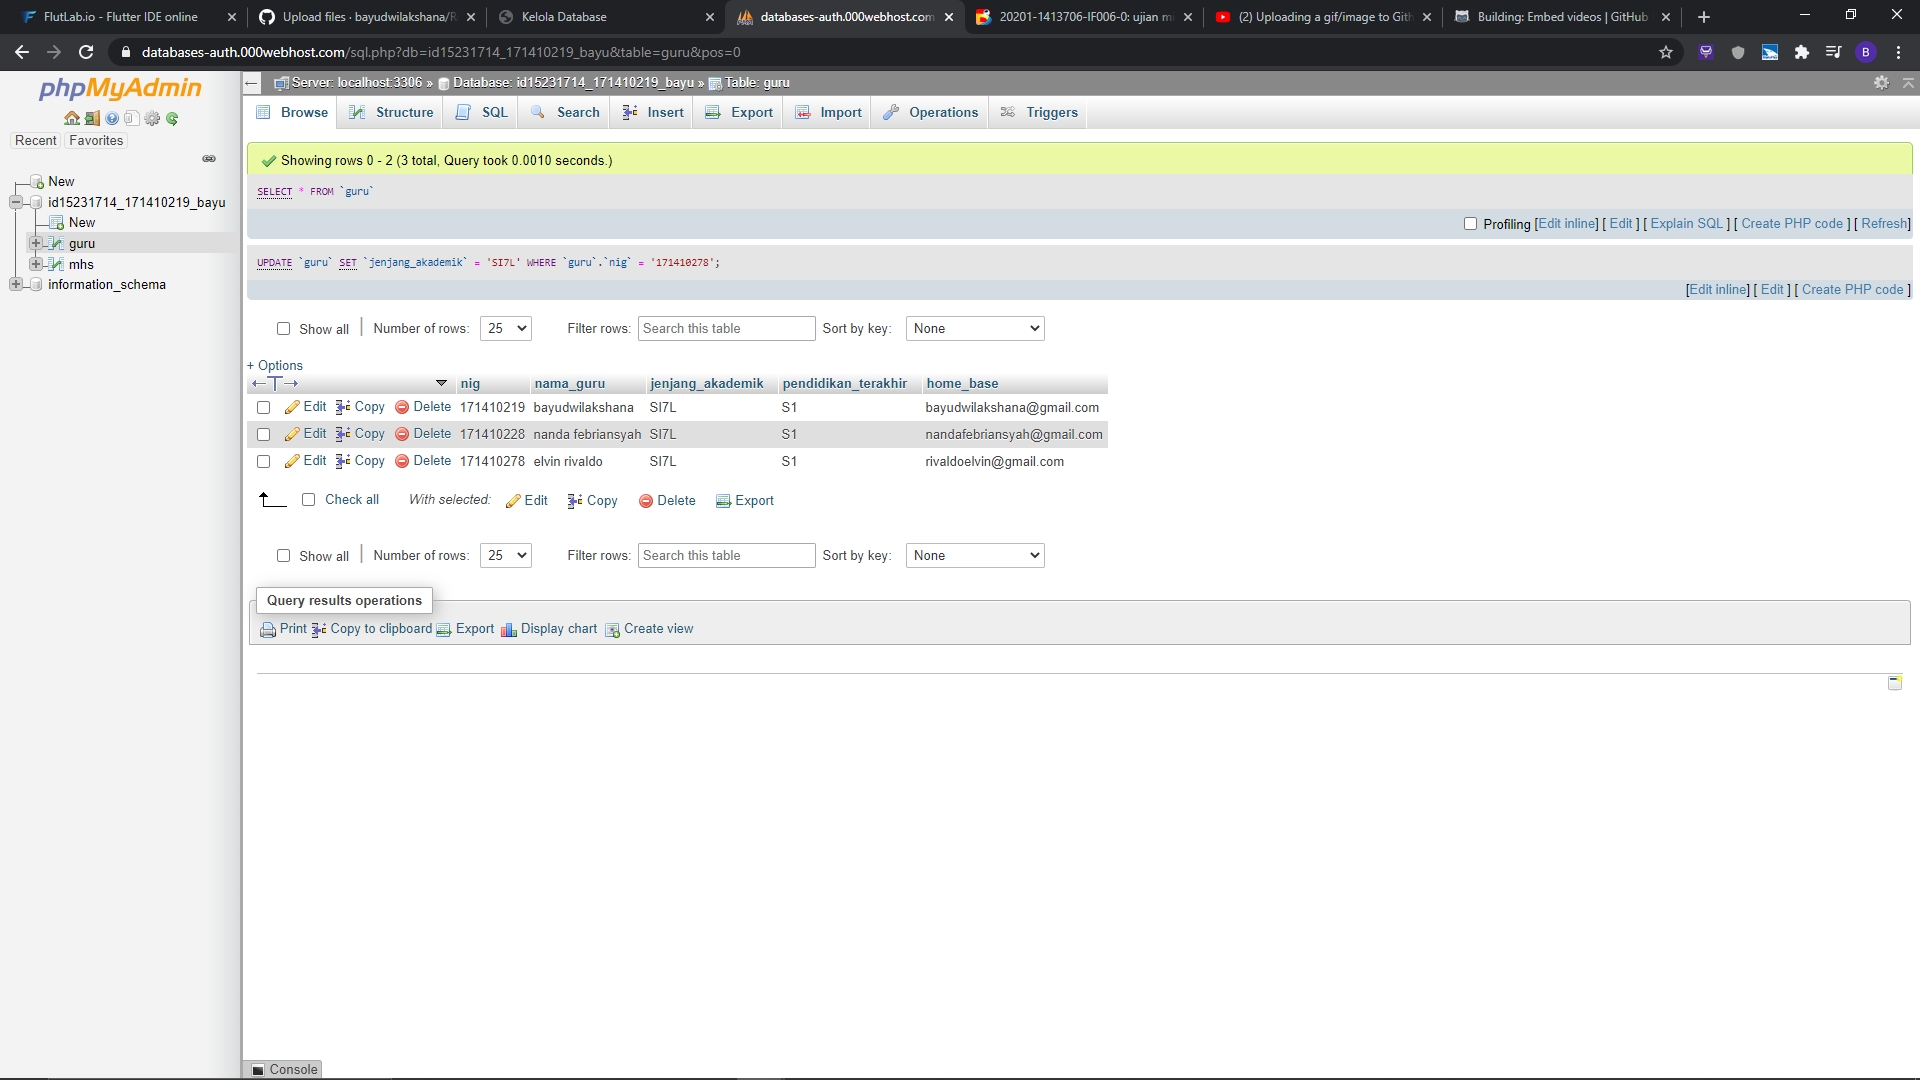 FlutLab.io - Flutter IDE online
Upload files · bayudwilakshana/R
Kelola Database
databases-auth.000webhost.com
20201-1413706-IF006-0: ujian m
(2) Uploading a gif/image to Gith
Building: Embed videos | GitHub
databases-auth.000webhost.com/sql.php?db=id15231714_171410219_bayu&table=guru&pos=0
B
phpMyAdmin
Recent Favorites
New
id15231714_171410219_bayu
New
guru
mhs
information_schema
Server: localhost:3306 » Database: id15231714_171410219_bayu » Table: guru
Browse Structure SQL Search Insert Export Import Operations Triggers
Showing rows 0 - 2 (3 total, Query took 0.0010 seconds.)
SELECT * FROM `guru`
Profiling [Edit inline] [ Edit ] [ Explain SQL ] [ Create PHP code ] [ Refresh]
UPDATE `guru` SET `jenjang_akademik` = 'SI7L' WHERE `guru`.`nig` = '171410278';
[Edit inline] [ Edit ] [ Create PHP code ]
Show all | Number of rows: 25 Filter rows: Search this table Sort by key: None
+ Options
←T→ nig nama_guru jenjang_akademik pendidikan_terakhir home_base
Edit Copy Delete 171410219 bayudwilakshana SI7L S1 bayudwilakshana@gmail.com
Edit Copy Delete 171410228 nanda febriansyah SI7L S1 nandafebriansyah@gmail.com
Edit Copy Delete 171410278 elvin rivaldo SI7L S1 rivaldoelvin@gmail.com
Check all With selected: Edit Copy Delete Export
Show all | Number of rows: 25 Filter rows: Search this table Sort by key: None
Query results operations
Print Copy to clipboard Export Display chart Create view
Console